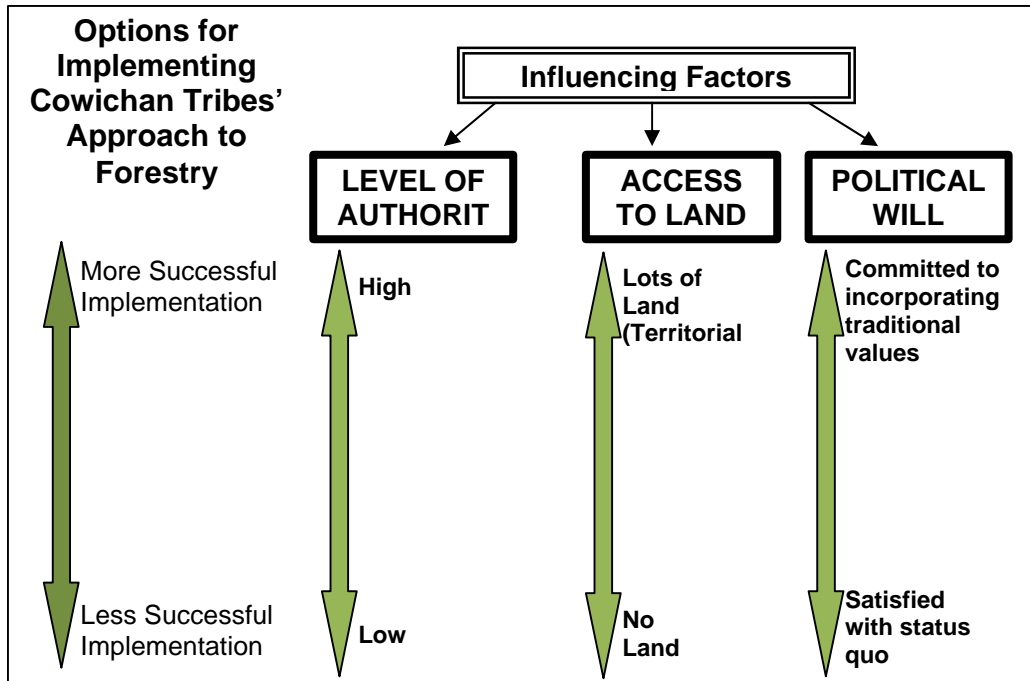 Options for
Implementing
Cowichan Tribes’
Approach to
Forestry
Influencing Factors
LEVEL OF
AUTHORIT
ACCESS
TO LAND
POLITICAL
WILL
More Successful
Implementation
High
Lots of
Land
(Territorial
Committed to
incorporating
traditional
values
Less Successful
Implementation
Low
No
Land
Satisfied
with status
quo